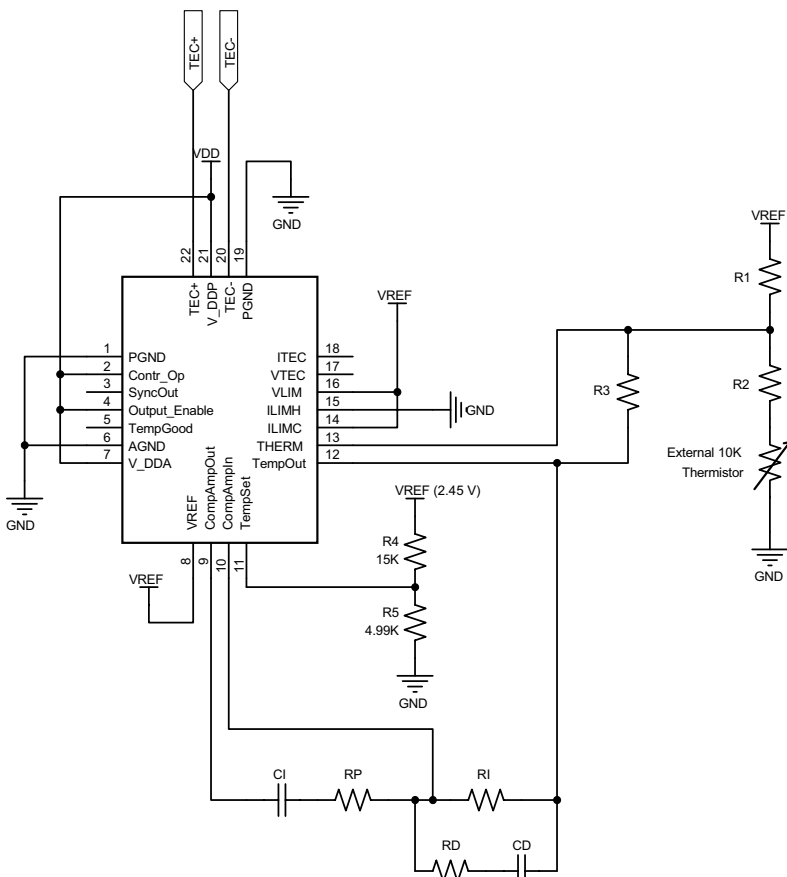 TEC+
TEC-
VDD
GND
22
21
20
19
TEC+
V_DDP
TEC-
PGND
VREF
VREF
R1
1
PGND
ITEC
18
2
Contr_Op
VTEC
17
3
SyncOut
VLIM
16
4
Output_Enable
ILIMH
15
GND
5
TempGood
ILIMC
14
6
AGND
THERM
13
7
V_DDA
TempOut
12
R3
R2
External 10K
Thermistor
VREF
CompAmpOut
CompAmpIn
TempSet
8
9
10
11
GND
VREF (2.45 V)
R4
15K
VREF
R5
4.99K
GND
GND
CI
RP
RI
RD
CD